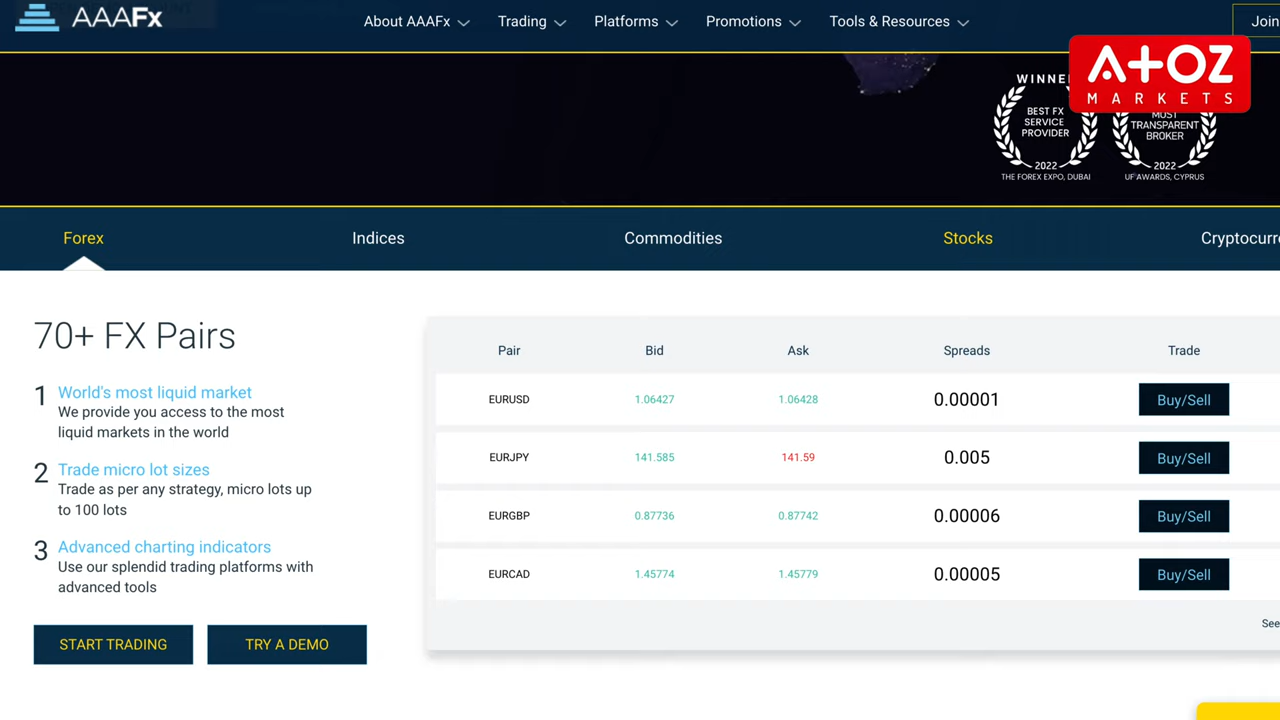 AAAFx
About AAAFx
Trading
Platforms
Promotions
Tools & Resources
Join
ATOZ
MARKETS
WINNER
BEST FX
SERVICE
PROVIDER
2022
THE FOREX EXPO, DUBAI
MOST
TRANSPARENT
BROKER
2022
UF AWARDS, CYPRUS
Forex
Indices
Commodities
Stocks
Cryptocurr
70+ FX Pairs
1 World's most liquid market
We provide you access to the most
liquid markets in the world
2 Trade micro lot sizes
Trade as per any strategy, micro lots up
to 100 lots
3 Advanced charting indicators
Use our splendid trading platforms with
advanced tools
START TRADING
TRY A DEMO
Pair Bid Ask Spreads Trade
EURUSD 1.06427 1.06428 0.00001 Buy/Sell
EURJPY 141.585 141.59 0.005 Buy/Sell
EURGBP 0.87736 0.87742 0.00006 Buy/Sell
EURCAD 1.45774 1.45779 0.00005 Buy/Sell
See